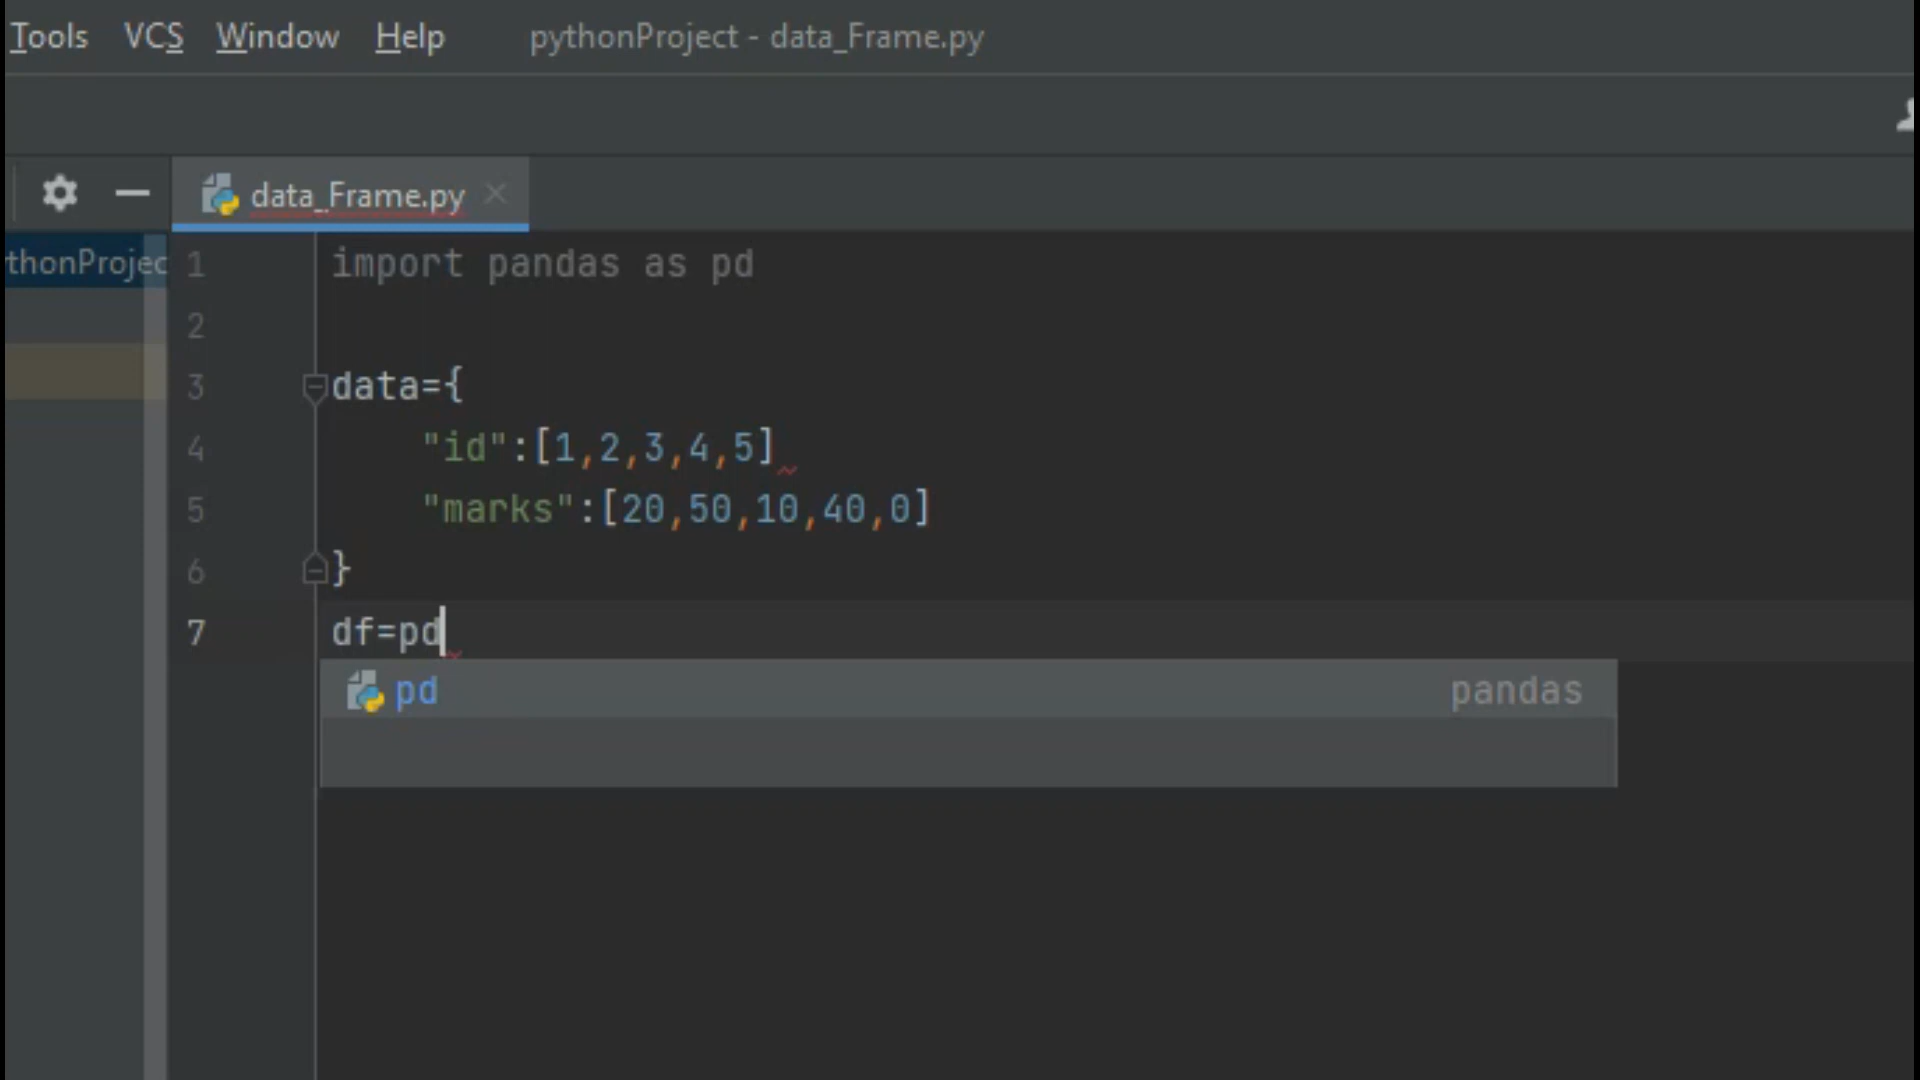 Tools VCS Window Help pythonProject - data_Frame.py
data_Frame.py
thonProjec
1 import pandas as pd
2
3 data={
4 "id":[1,2,3,4,5]
5 "marks":[20,50,10,40,0]
6 }
7 df=pd
pd pandas